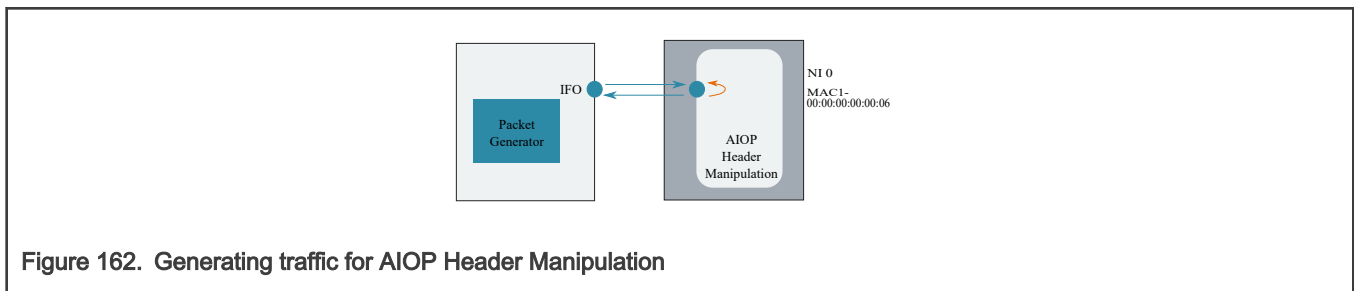 IFO
Packet
Generator
NI 0
MAC1-
00:00:00:00:00:06
AIOP
Header
Manipulation
Figure 162. Generating traffic for AIOP Header Manipulation